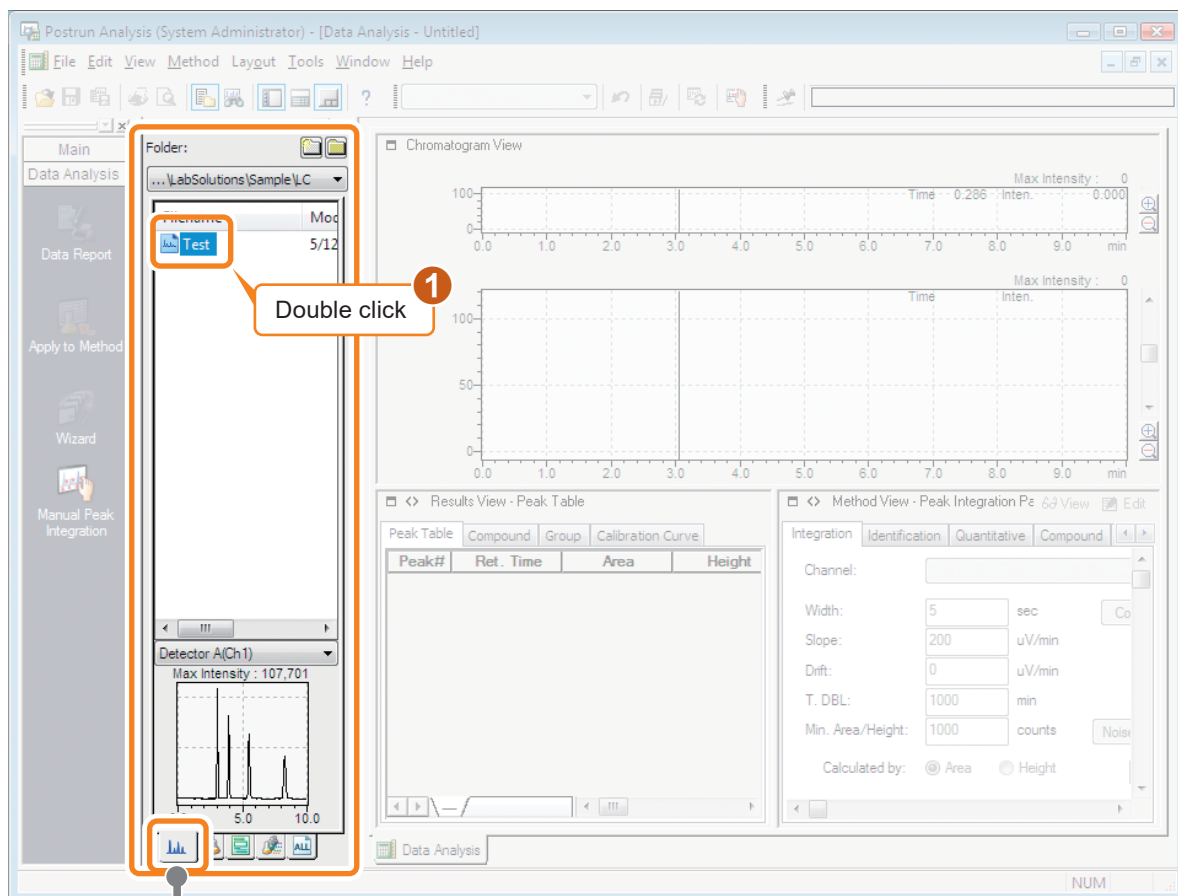 Postrun Analysis (System Administrator) - [Data Analysis - Untitled]
File Edit View Method Layout Tools Window Help
?
Main
Data Analysis
Data Report
Apply to Method
Wizard
Manual Peak
Integration
Folder:
...\LabSolutions\Sample\LC
Filename Mod
Test 5/12
1
Double click
Detector A(Ch1)
Max Intensity : 107,701
5.0 10.0
ALL
Chromatogram View
Max Intensity : 0
Time 0.286 Inten. 0.000
100
0
0.0 1.0 2.0 3.0 4.0 5.0 6.0 7.0 8.0 9.0 min
Max Intensity : 0
Time Inten.
100
50
0
0.0 1.0 2.0 3.0 4.0 5.0 6.0 7.0 8.0 9.0 min
Results View - Peak Table
Peak Table Compound Group Calibration Curve
Peak# Ret. Time Area Height
Method View - Peak Integration Pa View Edit
Integration Identification Quantitative Compound
Channel:
Width: 5 sec Co
Slope: 200 uV/min
Drift: 0 uV/min
T. DBL: 1000 min
Min. Area/Height: 1000 counts Noise
Calculated by: Area Height
Data Analysis
NUM